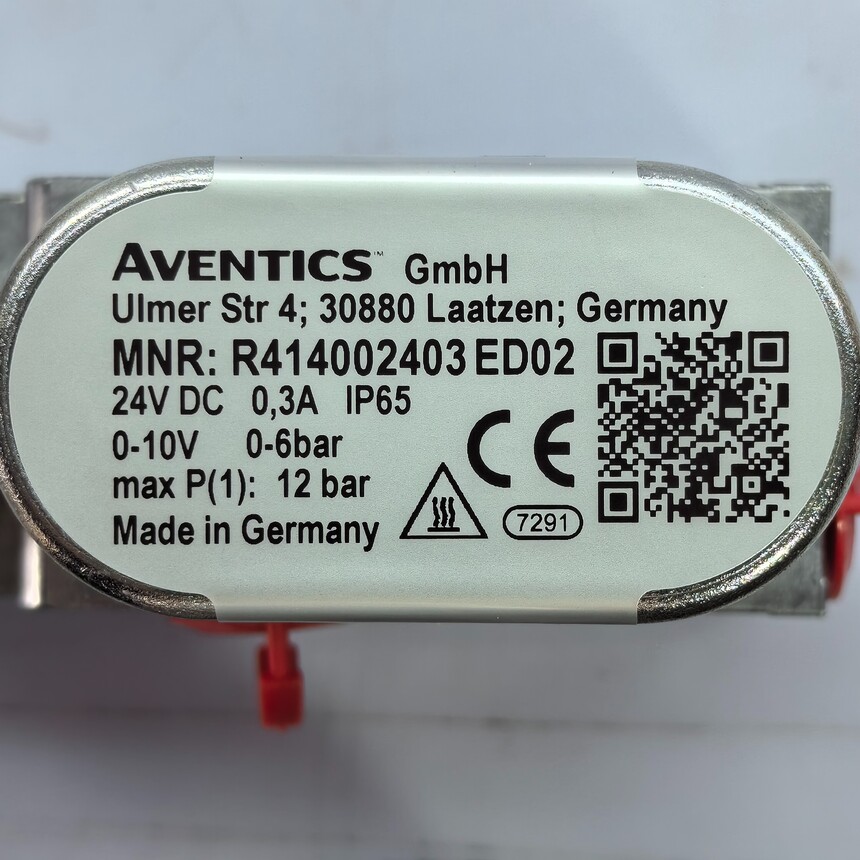 AVENTICS™ GmbH
Ulmer Str 4; 30880 Laatzen; Germany
MNR: R414002403 ED02
24V DC 0,3A IP65
0-10V 0-6bar
max P(1): 12 bar
Made in Germany
CE
7291